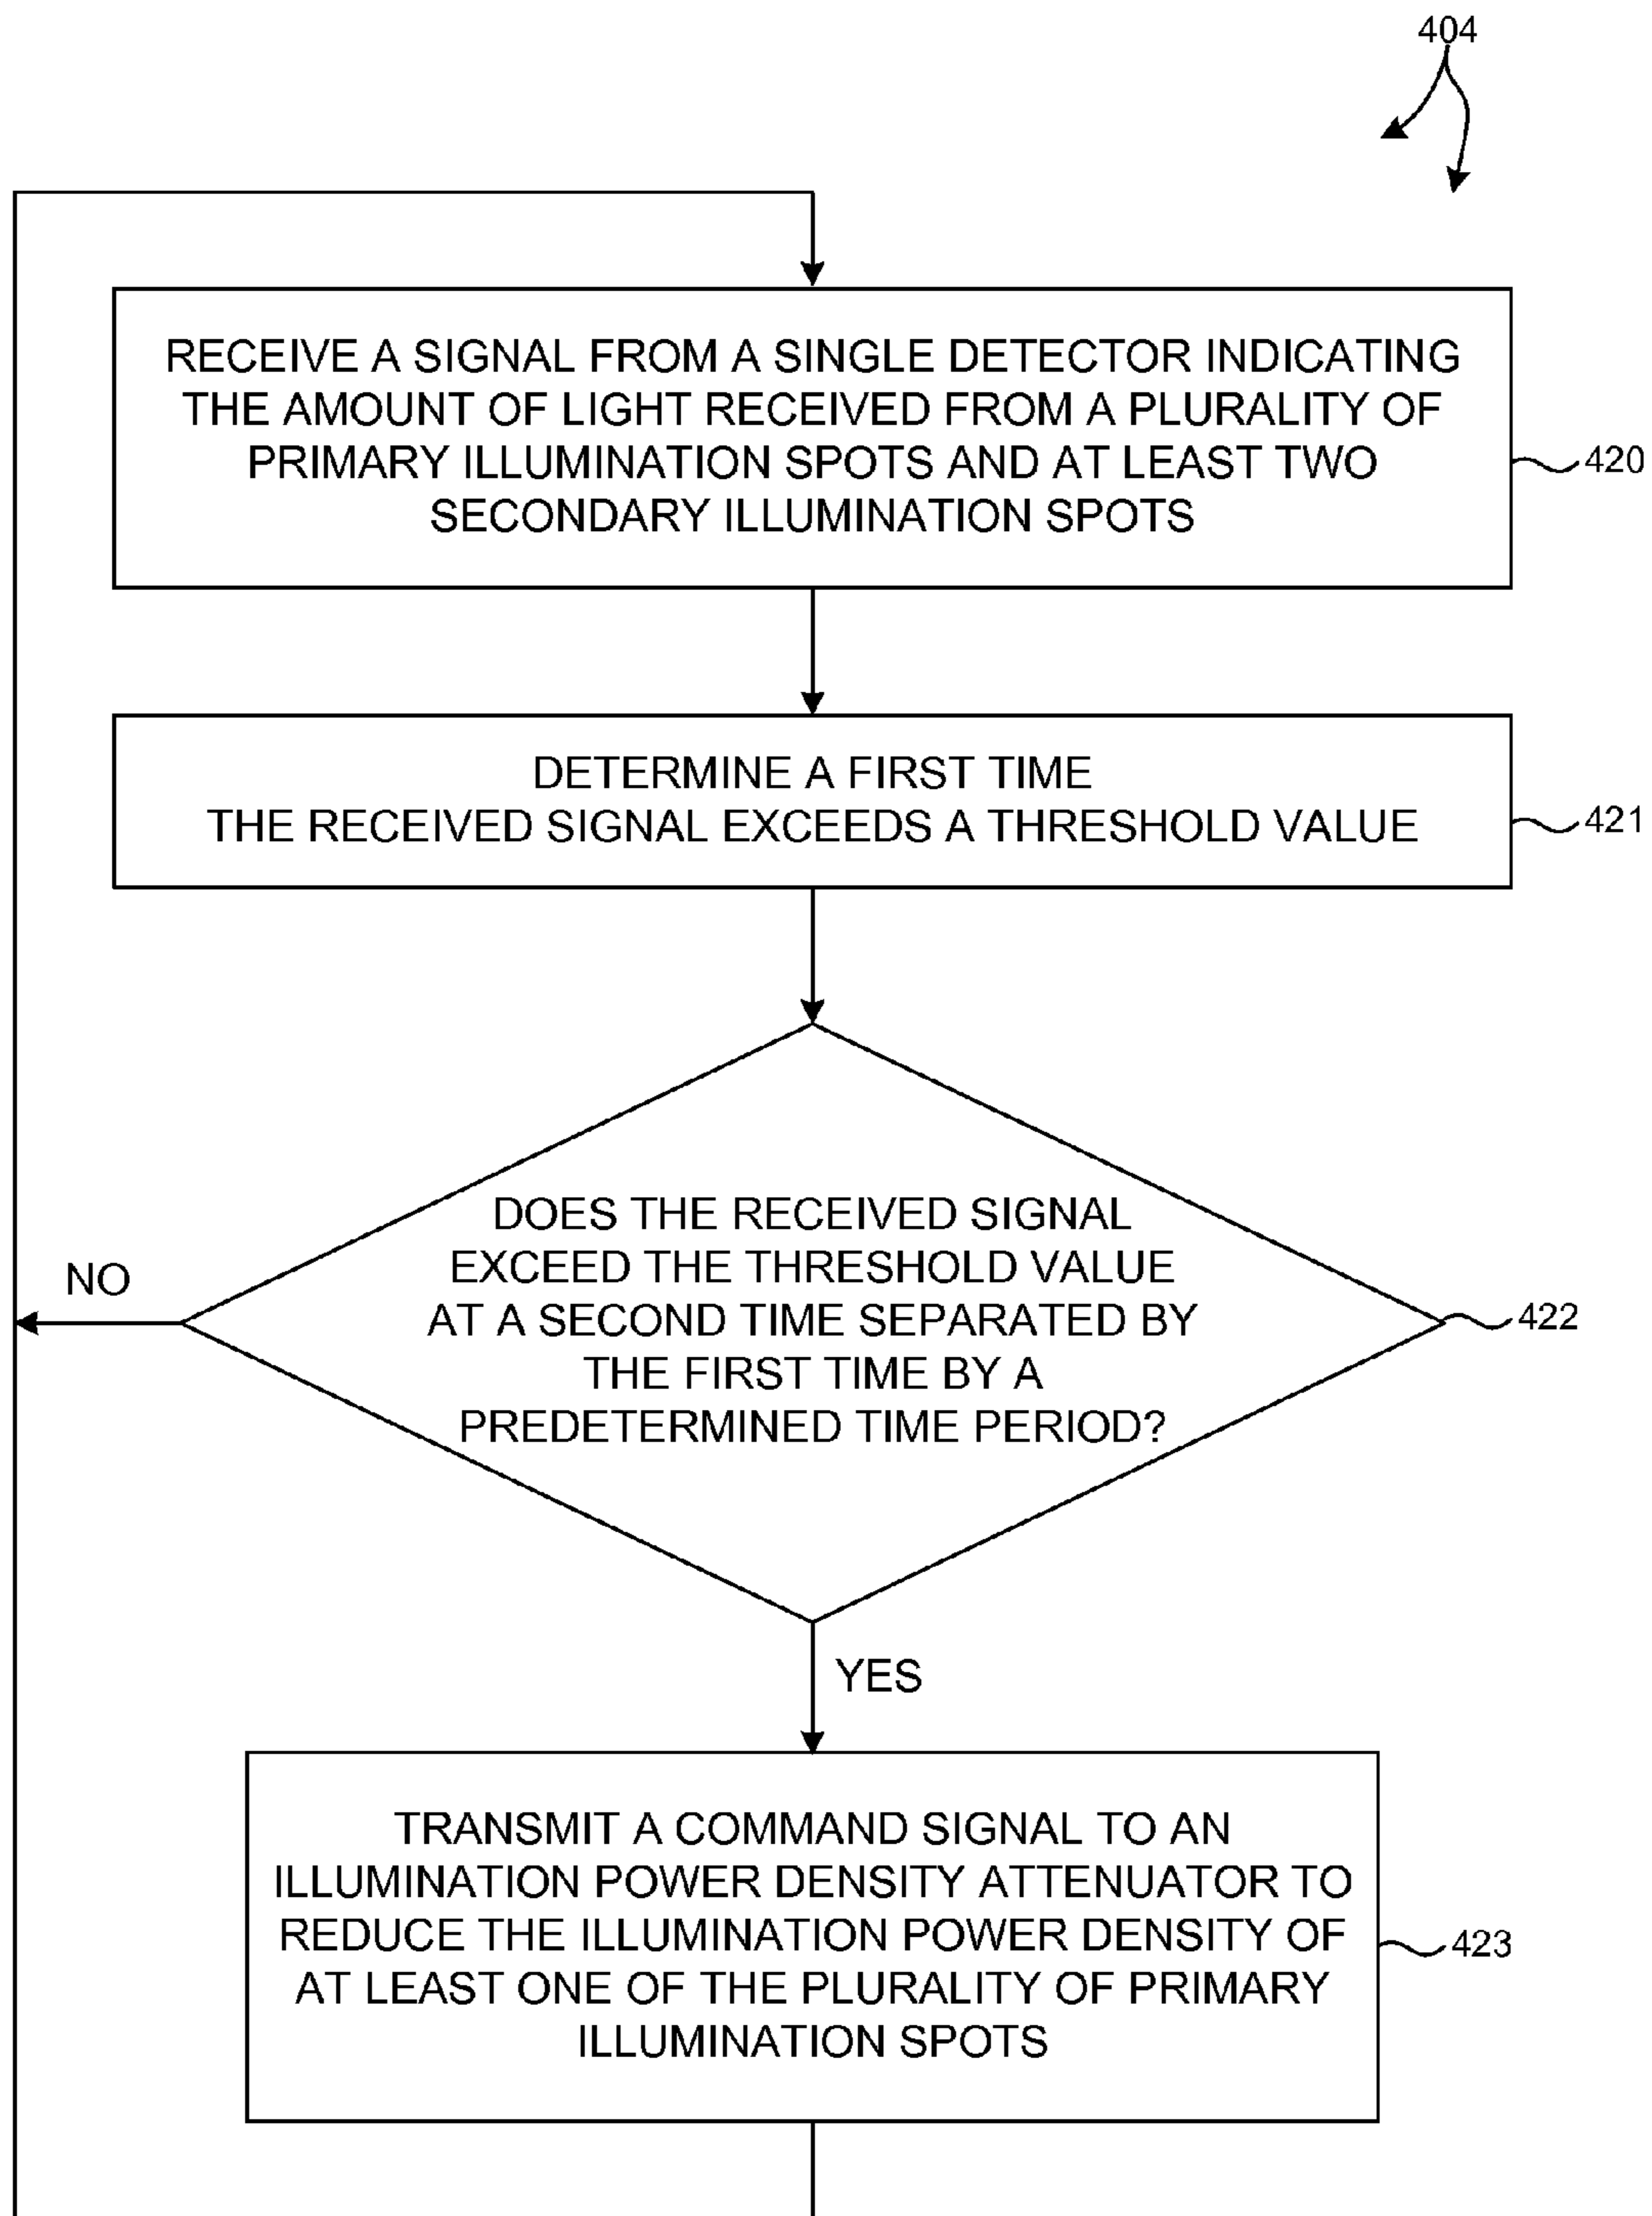 404
RECEIVE A SIGNAL FROM A SINGLE DETECTOR INDICATING
THE AMOUNT OF LIGHT RECEIVED FROM A PLURALITY OF
PRIMARY ILLUMINATION SPOTS AND AT LEAST TWO
SECONDARY ILLUMINATION SPOTS
420
DETERMINE A FIRST TIME
THE RECEIVED SIGNAL EXCEEDS A THRESHOLD VALUE
421
DOES THE RECEIVED SIGNAL
EXCEED THE THRESHOLD VALUE
AT A SECOND TIME SEPARATED BY
THE FIRST TIME BY A
PREDETERMINED TIME PERIOD?
422
NO
YES
TRANSMIT A COMMAND SIGNAL TO AN
ILLUMINATION POWER DENSITY ATTENUATOR TO
REDUCE THE ILLUMINATION POWER DENSITY OF
AT LEAST ONE OF THE PLURALITY OF PRIMARY
ILLUMINATION SPOTS
423